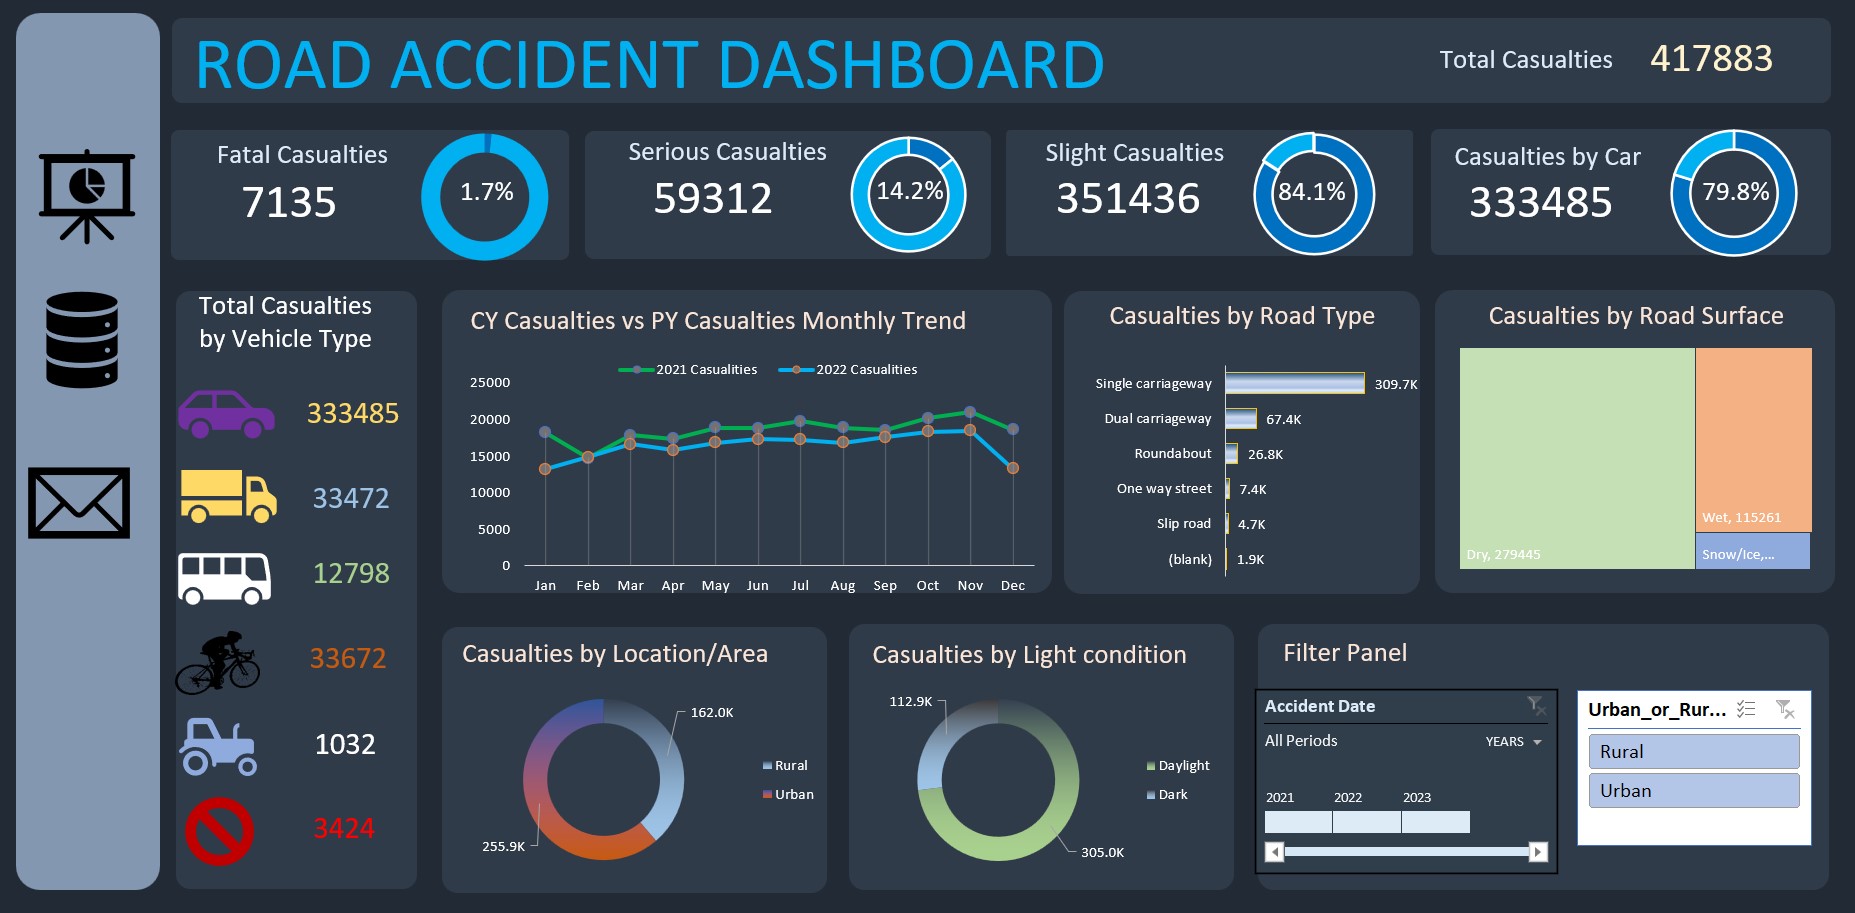 ROAD ACCIDENT DASHBOARD
Total Casualties 417883
Fatal Casualties
7135
1.7%
Serious Casualties
59312
14.2%
Slight Casualties
351436
84.1%
Casualties by Car
333485
79.8%
Total Casualties
by Vehicle Type
333485
33472
12798
33672
1032
3424
CY Casualties vs PY Casualties Monthly Trend
2021 Casualities 2022 Casualities
25000
20000
15000
10000
5000
0
Jan Feb Mar Apr May Jun Jul Aug Sep Oct Nov Dec
Casualties by Road Type
Single carriageway 309.7K
Dual carriageway 67.4K
Roundabout 26.8K
One way street 7.4K
Slip road 4.7K
(blank) 1.9K
Casualties by Road Surface
Dry, 279445
Wet, 115261
Snow/Ice,...
Casualties by Location/Area
162.0K
255.9K
Rural
Urban
Casualties by Light condition
112.9K
305.0K
Daylight
Dark
Filter Panel
Accident Date
All Periods YEARS
2021 2022 2023
Urban_or_Rur...
Rural
Urban